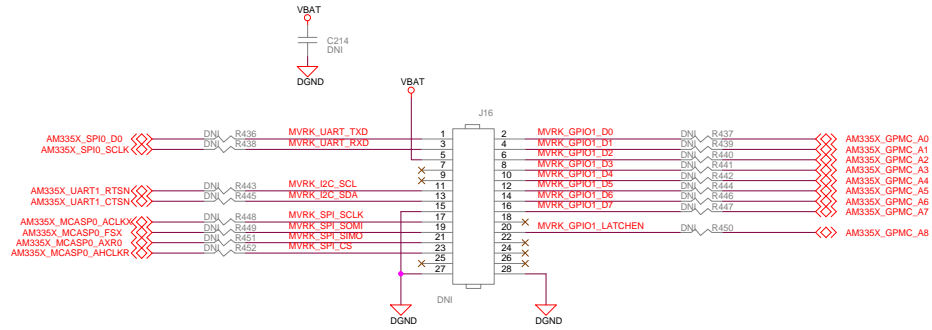 VBAT
C214
DNI
DGND
VBAT
J16
AM335X_SPI0_D0 DNI R436 MVRK_UART_TXD 1 2 MVRK_GPIO1_D0 DNI R437 AM335X_GPMC_A0
AM335X_SPI0_SCLK DNI R438 MVRK_UART_RXD 3 4 MVRK_GPIO1_D1 DNI R439 AM335X_GPMC_A1
5 6 MVRK_GPIO1_D2 DNI R440 AM335X_GPMC_A2
7 8 MVRK_GPIO1_D3 DNI R441 AM335X_GPMC_A3
9 10 MVRK_GPIO1_D4 DNI R442 AM335X_GPMC_A4
AM335X_UART1_RTSN DNI R443 MVRK_I2C_SCL 11 12 MVRK_GPIO1_D5 DNI R444 AM335X_GPMC_A5
AM335X_UART1_CTSN DNI R445 MVRK_I2C_SDA 13 14 MVRK_GPIO1_D6 DNI R446 AM335X_GPMC_A6
15 16 MVRK_GPIO1_D7 DNI R447 AM335X_GPMC_A7
AM335X_MCASP0_ACLKX DNI R448 MVRK_SPI_SCLK 17 18
AM335X_MCASP0_FSX DNI R449 MVRK_SPI_SOMI 19 20 MVRK_GPIO1_LATCHEN DNI R450 AM335X_GPMC_A8
AM335X_MCASP0_AXR0 DNI R451 MVRK_SPI_SIMO 21 22
AM335X_MCASP0_AHCLKR DNI R452 MVRK_SPI_CS 23 24
25 26
27 28
DNI
DGND DGND